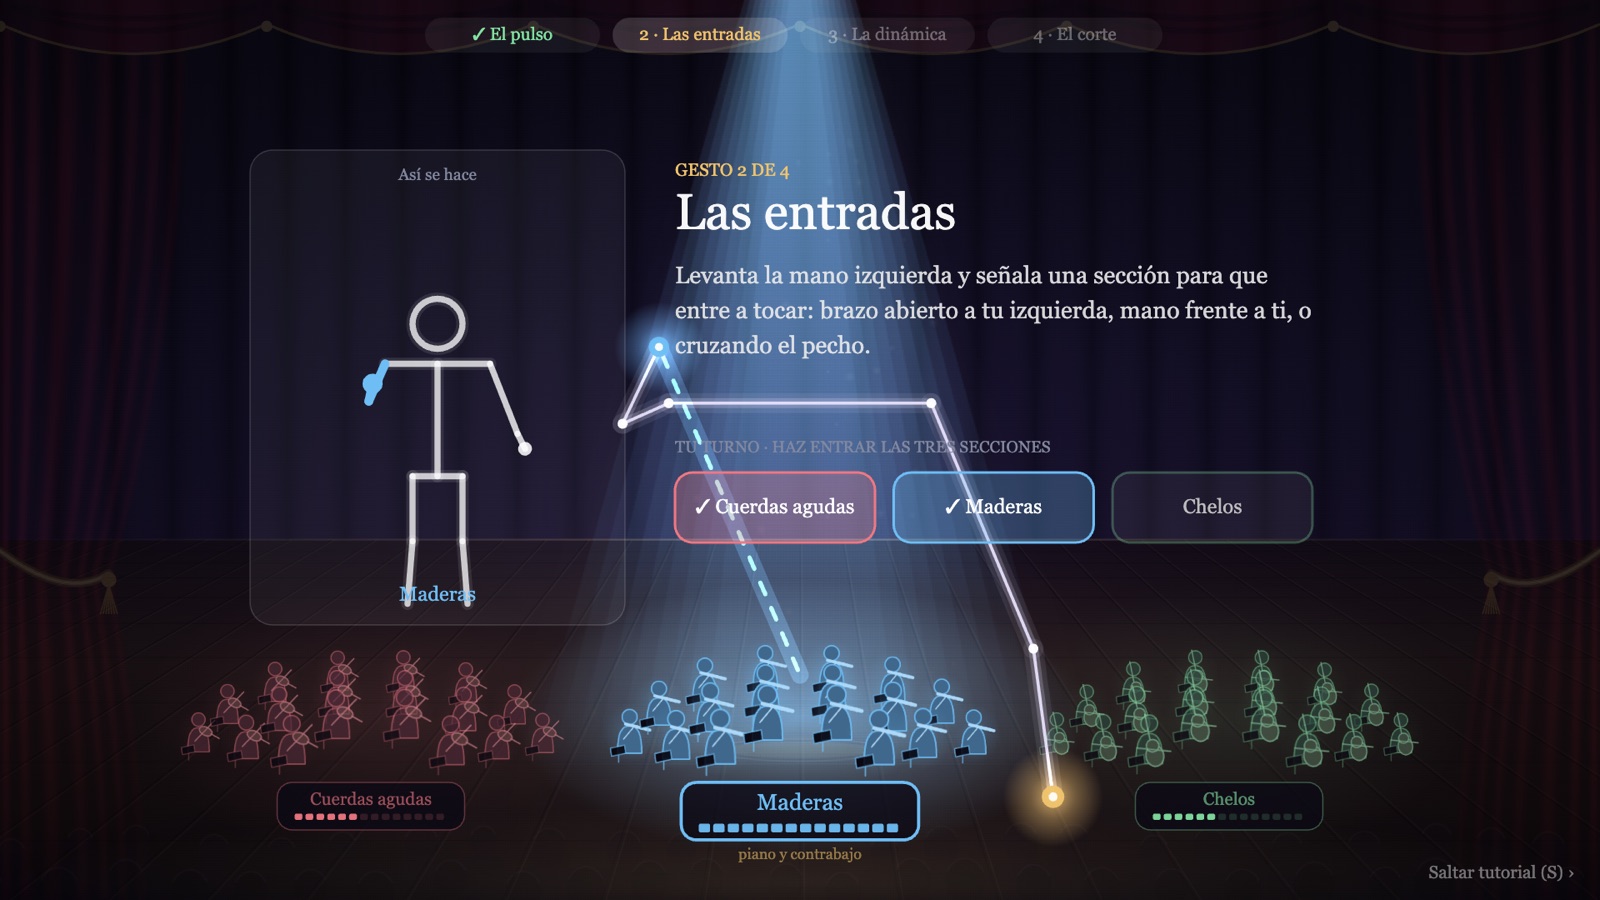 ✓ El pulso
2 · Las entradas
3 · La dinámica
4 · El corte
Así se hace
Maderas
GESTO 2 DE 4
Las entradas
Levanta la mano izquierda y señala una sección para que
entre a tocar: brazo abierto a tu izquierda, mano frente a ti, o
cruzando el pecho.
TU TURNO · HAZ ENTRAR LAS TRES SECCIONES
✓ Cuerdas agudas
✓ Maderas
Chelos
Cuerdas agudas
Maderas
piano y contrabajo
Chelos
Saltar tutorial (S) ›